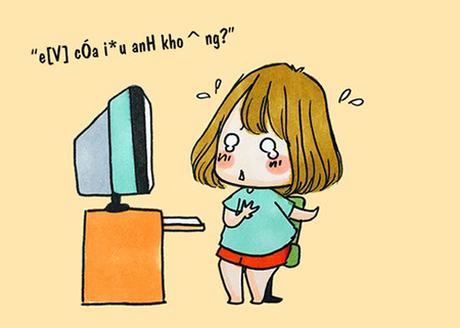 “e[V] cÓa i*u anH kho ^ ng?”